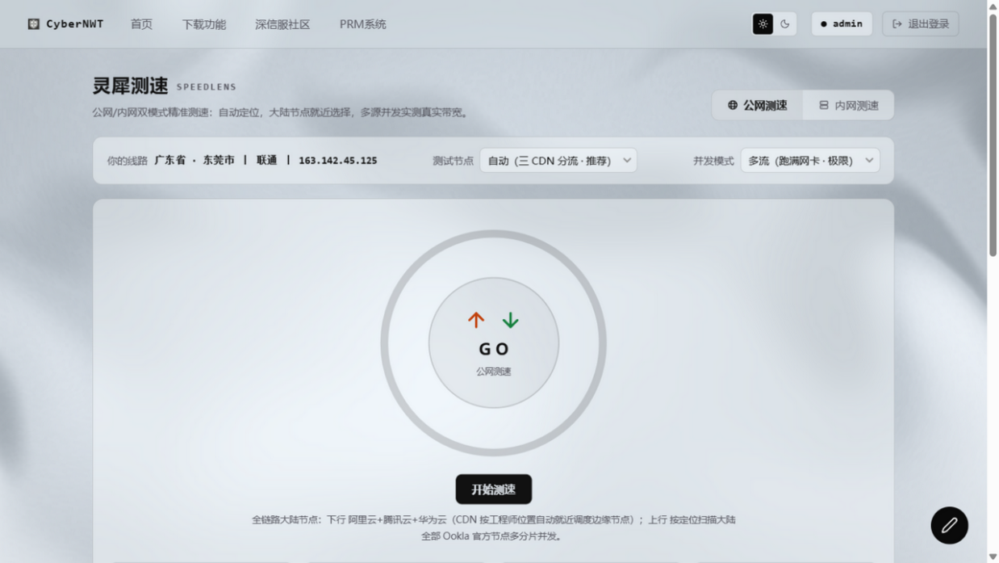 CyberNWT 首页 下载功能 深信服社区 PRM系统 admin 退出登录
灵犀测速 SPEEDLENS
公网/内网双模式精准测速：自动定位，大陆节点就近选择，多源并发实测真实带宽。
公网测速 内网测速
你的线路 广东省 · 东莞市 | 联通 | 163.142.45.125 测试节点 自动（三 CDN 分流 · 推荐） 并发模式 多流（跑满网卡 · 极限）
GO
公网测速
开始测速
全链路大陆节点：下行 阿里云+腾讯云+华为云（CDN 按工程师位置自动就近调度边缘节点）；上行 按定位扫描大陆
全部 Ookla 官方节点多分片并发。